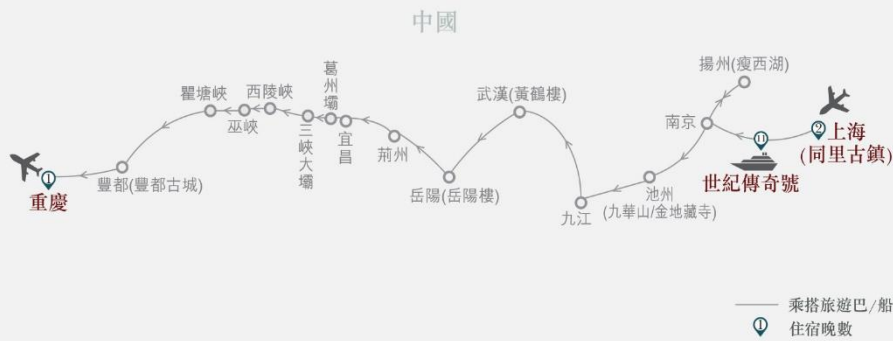 中國
揚州(瘦西湖)
葛州壩
西陵峽
瞿塘峽
武漢(黃鶴樓)
巫峽
三峽大壩
宜昌
南京
11
2
上海
(同里古鎮)
荊州
世紀傳奇號
1
重慶
豐都(豐都古城)
岳陽(岳陽樓)
池州
(九華山/金地藏寺)
九江
乘搭旅遊巴/船
1
住宿晚數